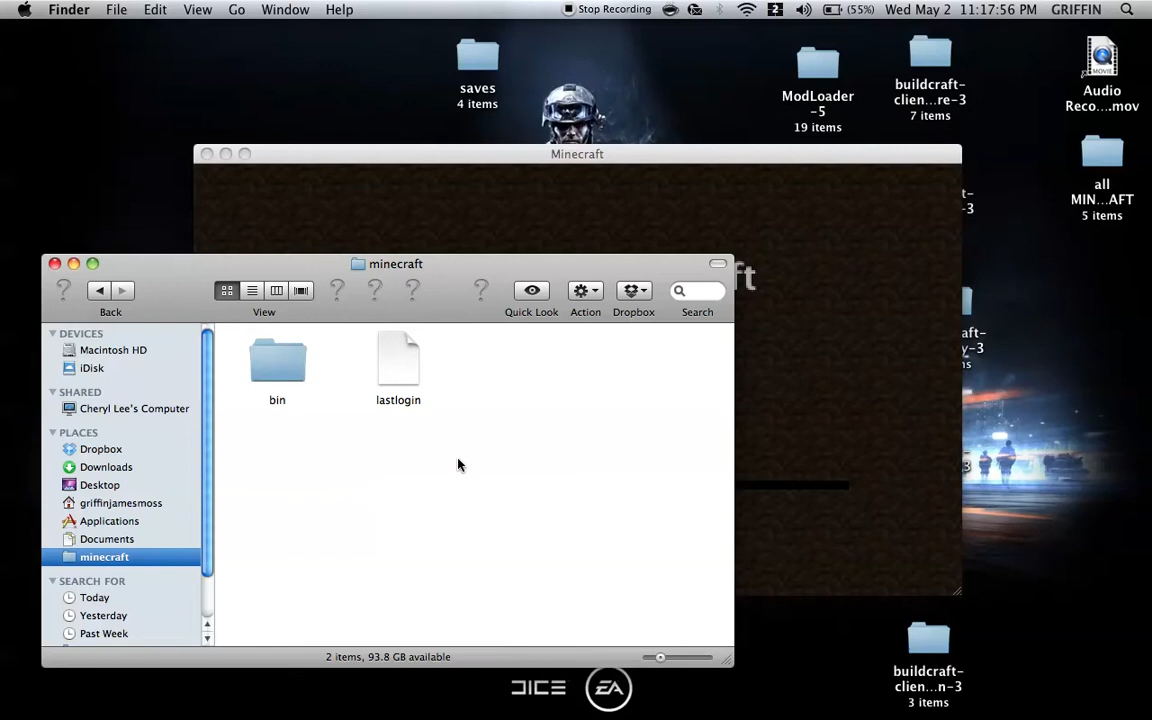 Finder File Edit View Go Window Help Stop Recording 2 (55%) Wed May 2 11:17:56 PM GRIFFIN
saves
4 items
ModLoader
-5
19 items
buildcraft-
clien...re-3
7 items
MOVIE
Audio
Reco....mov
all
MIN...AFT
5 items
Minecraft
minecraft
Back
View
Quick Look
Action
Dropbox
Search
DEVICES
Macintosh HD
iDisk
SHARED
Cheryl Lee's Computer
PLACES
Dropbox
Downloads
Desktop
griffinjamesmoss
Applications
Documents
minecraft
SEARCH FOR
Today
Yesterday
Past Week
bin
lastlogin
2 items, 93.8 GB available
DICE
EA
buildcraft-
clien...n-3
3 items